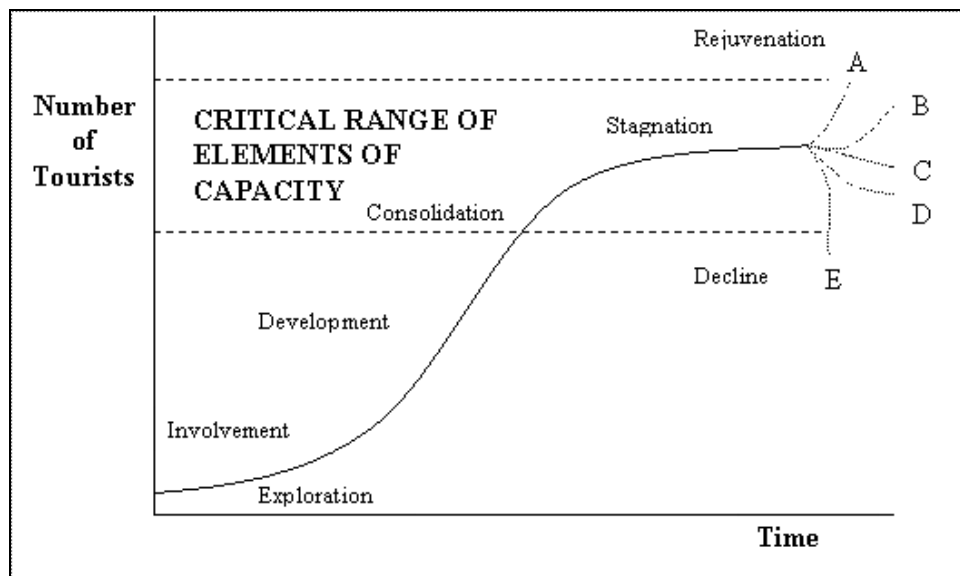 Rejuvenation
A
B
Number
of
Tourists
CRITICAL RANGE OF
ELEMENTS OF
CAPACITY
Stagnation
C
D
Consolidation
Decline
E
Development
Involvement
Exploration
Time